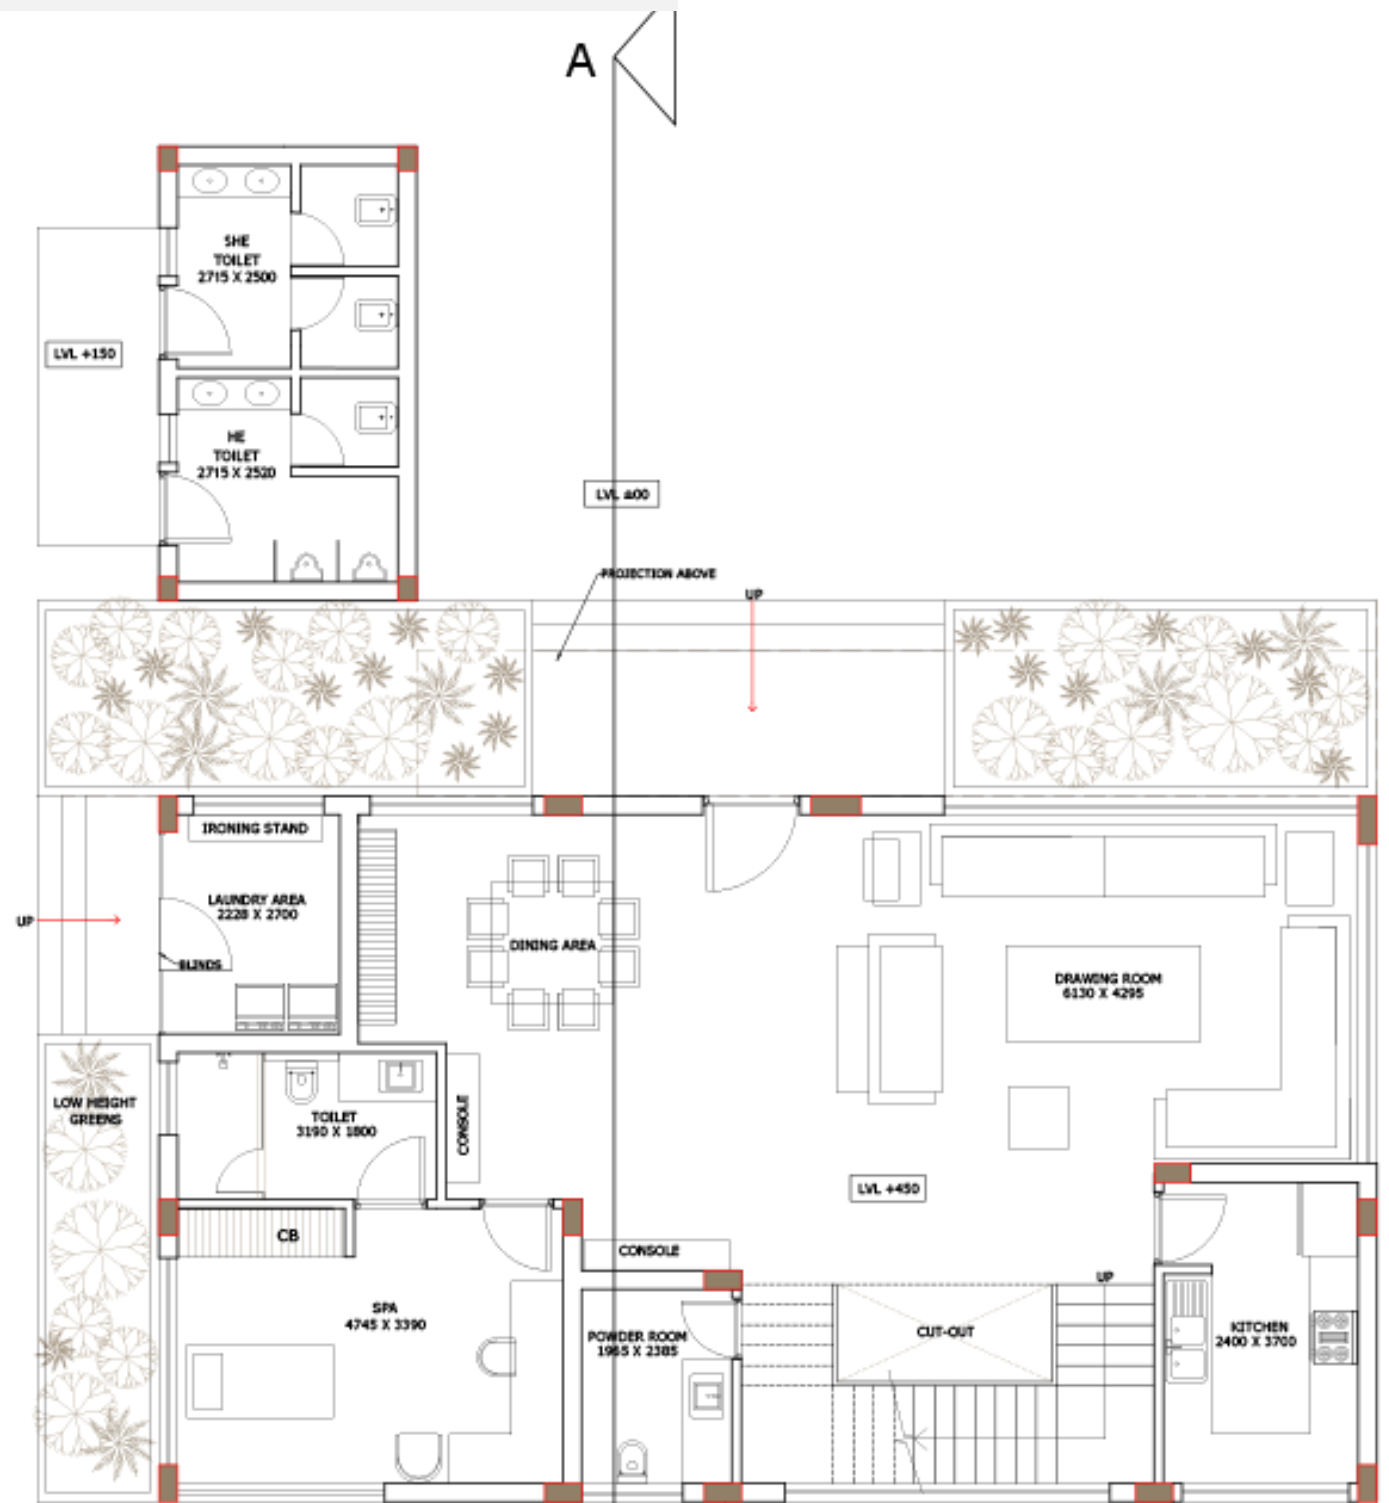 A
SHE
TOILET
2715 X 2500
LVL +150
HE
TOILET
2715 X 2520
LVL ±00
PROJECTION ABOVE
UP
IRONING STAND
LAUNDRY AREA
2228 X 2700
UP
BLINDS
DINING AREA
DRAWING ROOM
6130 X 4295
LOW HEIGHT
GREENS
TOILET
3190 X 1800
CONSOLE
LVL +450
CB
CONSOLE
UP
SPA
4745 X 3390
POWDER ROOM
1965 X 2385
CUT-OUT
KITCHEN
2400 X 3700